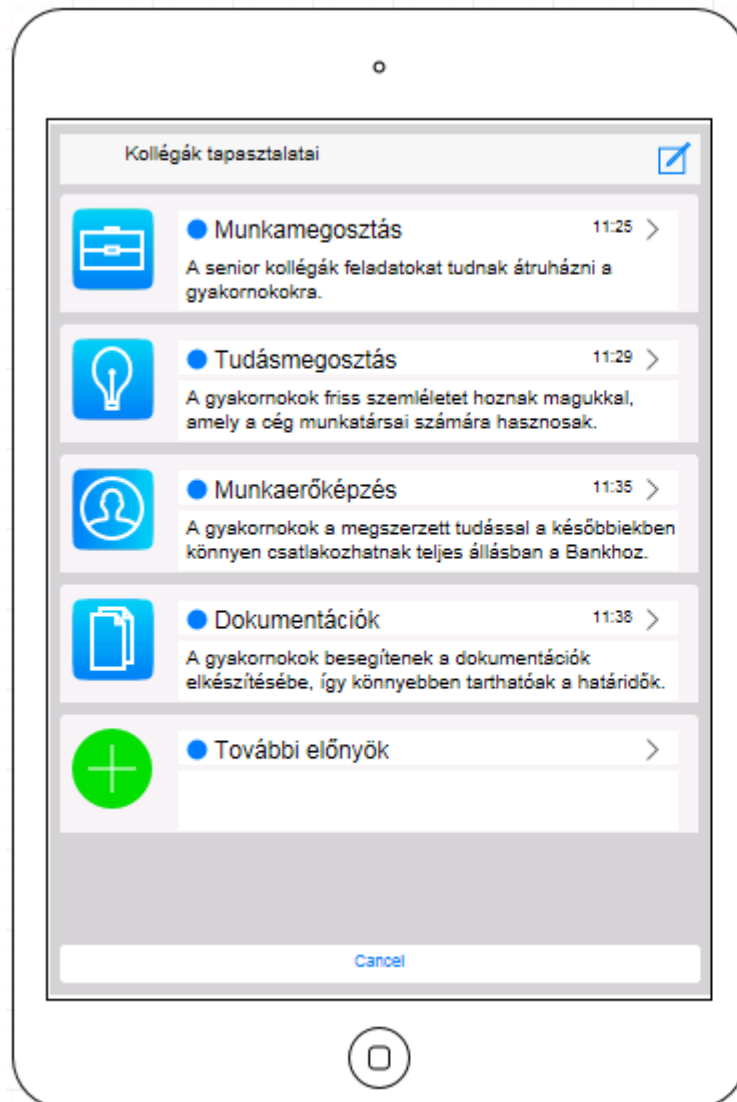 Kollégák tapasztalatai
Munkamegosztás 11:25
A senior kollégák feladatokat tudnak átruházni a
gyakornokokra.
Tudásmegosztás 11:29
A gyakornokok friss szemléletet hoznak magukkal,
amely a cég munkatársai számára hasznosak.
Munkaerőképzés 11:35
A gyakornokok a megszerzett tudással a későbbiekben
könnyen csatlakozhatnak teljes állásban a Bankhoz.
Dokumentációk 11:38
A gyakornokok besegítenek a dokumentációk
elkészítésébe, így könnyebben tarthatóak a határidők.
További előnyök
Cancel